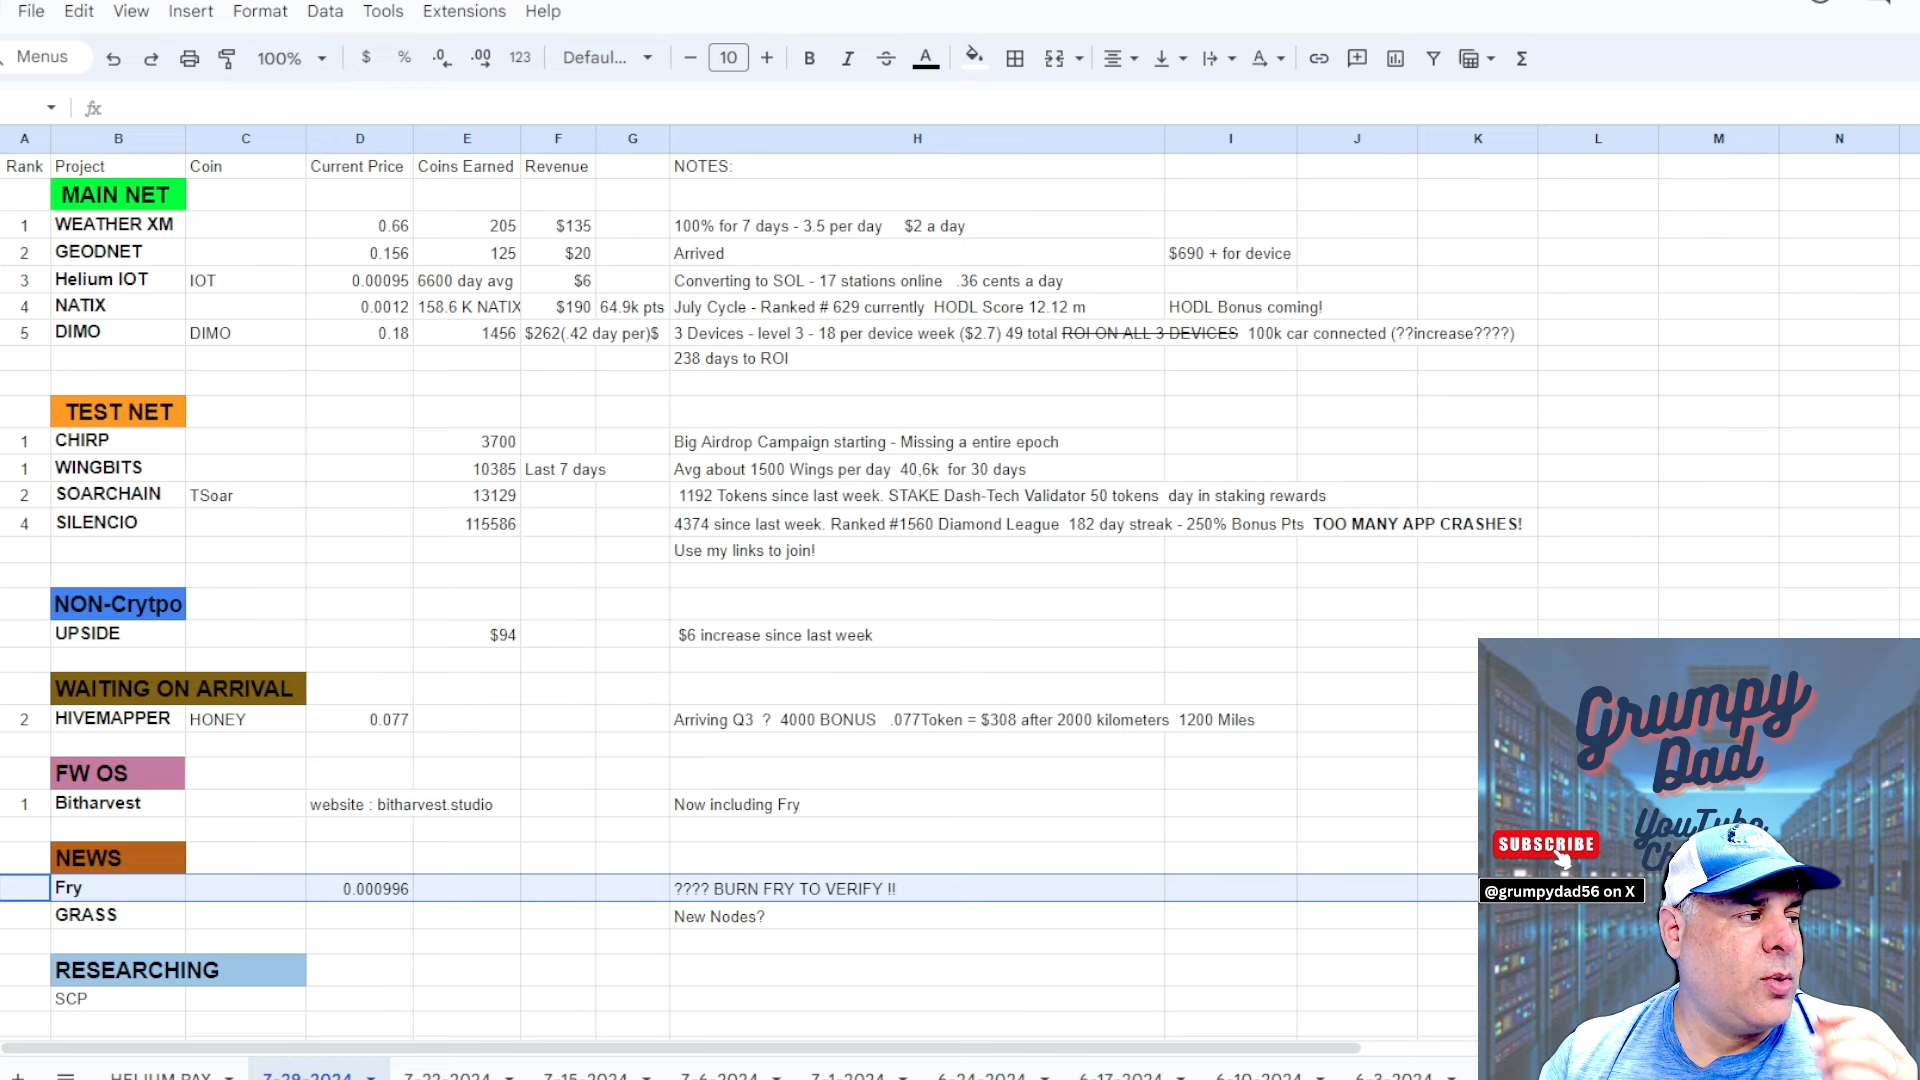 File Edit View Insert Format Data Tools Extensions Help
Menus 100% $ % .0 .00 123 Defaul... 10 B I A Σ
fx
A B C D E F G H I J K L M N
Rank Project Coin Current Price Coins Earned Revenue NOTES:
MAIN NET
1 WEATHER XM 0.66 205 $135 100% for 7 days - 3.5 per day $2 a day
2 GEODNET 0.156 125 $20 Arrived $690 + for device
3 Helium IOT IOT 0.00095 6600 day avg $6 Converting to SOL - 17 stations online .36 cents a day
4 NATIX 0.0012 158.6 K NATIX $190 64.9k pts July Cycle - Ranked # 629 currently HODL Score 12.12 m HODL Bonus coming!
5 DIMO DIMO 0.18 1456 $262(.42 day per)$ 3 Devices - level 3 - 18 per device week ($2.7) 49 total ROI ON ALL 3 DEVICES 100k car connected (??increase????)
238 days to ROI
TEST NET
1 CHIRP 3700 Big Airdrop Campaign starting - Missing a entire epoch
1 WINGBITS 10385 Last 7 days Avg about 1500 Wings per day 40,6k for 30 days
2 SOARCHAIN TSoar 13129 1192 Tokens since last week. STAKE Dash-Tech Validator 50 tokens day in staking rewards
4 SILENCIO 115586 4374 since last week. Ranked #1560 Diamond League 182 day streak - 250% Bonus Pts TOO MANY APP CRASHES!
Use my links to join!
NON-Crytpo
UPSIDE $94 $6 increase since last week
WAITING ON ARRIVAL
2 HIVEMAPPER HONEY 0.077 Arriving Q3 ? 4000 BONUS .077Token = $308 after 2000 kilometers 1200 Miles
FW OS
1 Bitharvest website : bitharvest.studio Now including Fry
NEWS
Fry 0.000996 ???? BURN FRY TO VERIFY !!
GRASS New Nodes?
RESEARCHING
SCP
HELIUM PAY 7-29-2024 7-22-2024 7-15-2024 7-6-2024 7-1-2024 6-24-2024 6-17-2024 6-10-2024 6-3-2024
Grumpy
Dad
YouTube
SUBSCRIBE
@grumpydad56 on X